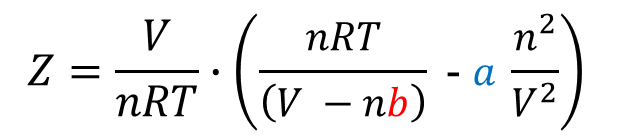 Z = V/nRT · (nRT/(V − nb) - a n²/V²)